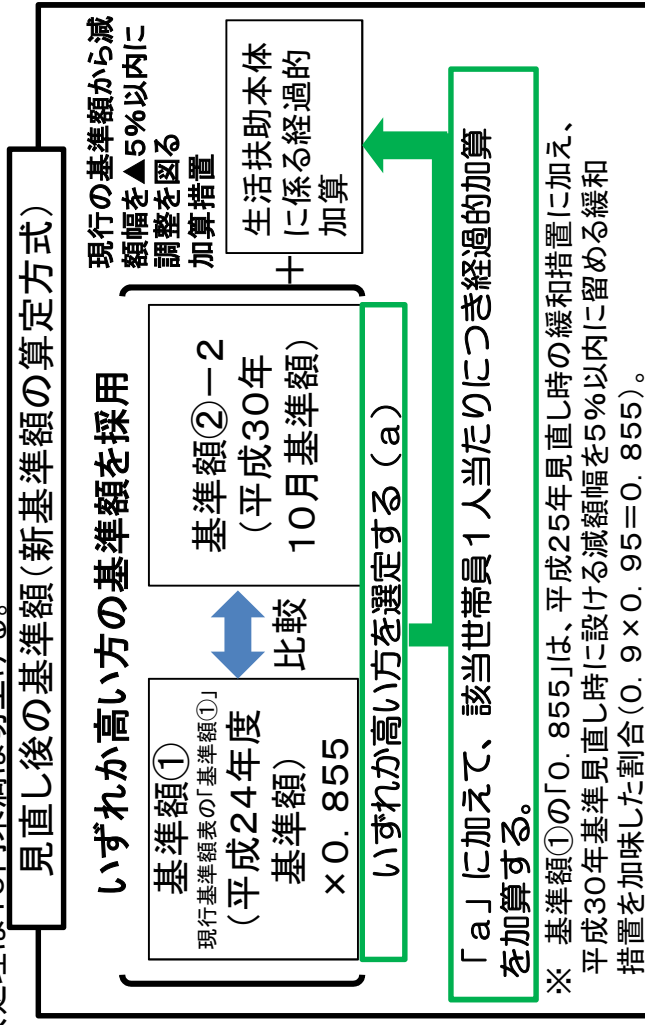 見直し後の基準額(新基準額の算定方式)
いずれか高い方の基準額を採用
基準額①
現行基準額表の「基準額①」
(平成24年度
基準額)
×0.855
比較
基準額②-2
(平成30年
10月基準額)
+
現行の基準額から減
額幅を▲5%以内に
調整を図る
加算措置
生活扶助本体
に係る経過的
加算
いずれか高い方を選定する(a)
「a」に加えて、該当世帯員1人当たりにつき経過的加算
を加算する。
※ 基準額①の「0.855」は、平成25年見直し時の緩和措置に加え、
平成30年基準見直し時に設ける減額幅を5%以内に留める緩和
措置を加味した割合(0.9×0.95=0.855)。